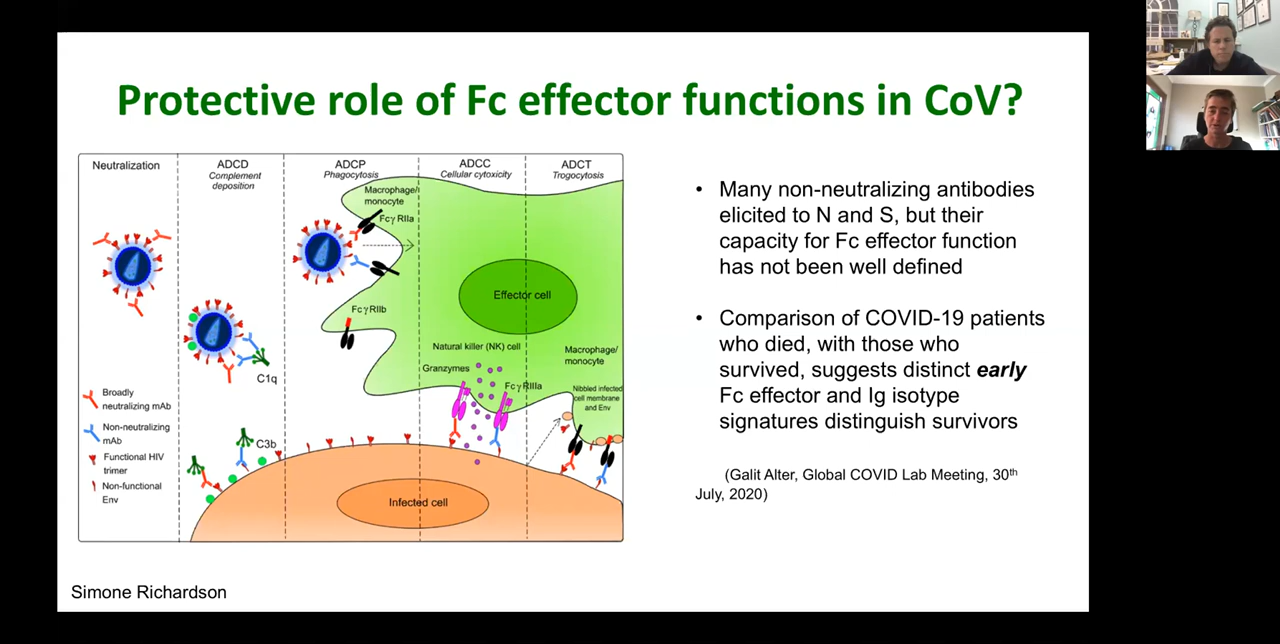 Protective role of Fc effector functions in CoV?
Neutralization
ADCD
Complement
deposition
ADCP
Phagocytosis
ADCC
Cellular cytoxicity
ADCT
Trogocytosis
Macrophage/
monocyte
FcγRIIa
FcγRIIb
Effector cell
Natural killer (NK) cell
Granzymes
FcγRIIIa
Macrophage/
monocyte
Nibbled infected
cell membrane
and Env
C1q
C3b
Broadly
neutralizing mAb
Non-neutralizing
mAb
Functional HIV
trimer
Non-functional
Env
Infected cell
• Many non-neutralizing antibodies
elicited to N and S, but their
capacity for Fc effector function
has not been well defined
• Comparison of COVID-19 patients
who died, with those who
survived, suggests distinct early
Fc effector and Ig isotype
signatures distinguish survivors
(Galit Alter, Global COVID Lab Meeting, 30th
July, 2020)
Simone Richardson